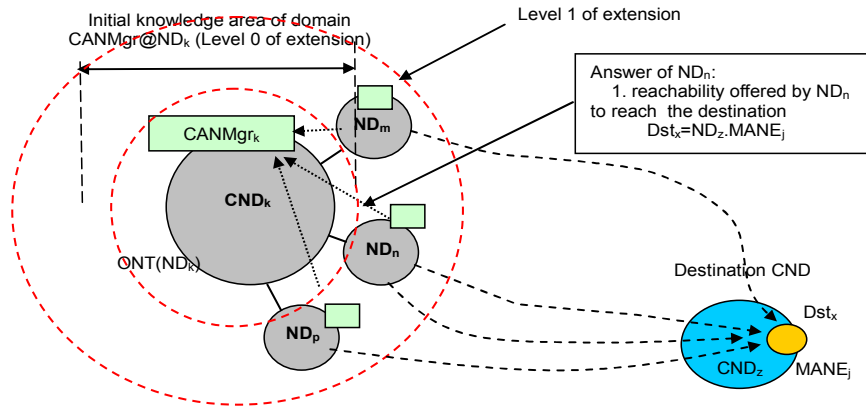 Initial knowledge area of domain
CANMgr@NDk (Level 0 of extension)
Level 1 of extension
Answer of NDn:
1. reachability offered by NDn
to reach the destination
Dstx=NDz.MANEj
NDm
CANMgrk
CNDk
NDn
ONT(NDk)
NDp
Destination CND
Dstx
CNDz
MANEj